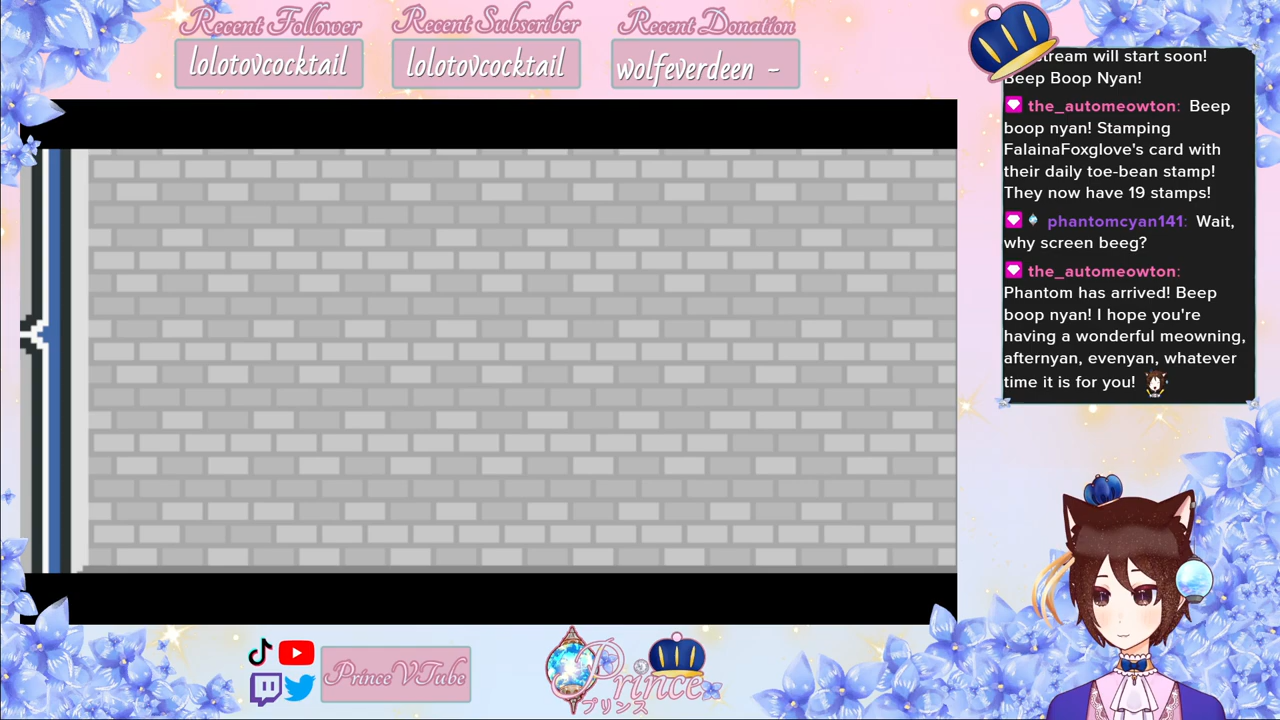 Recent Follower
Recent Subscriber
Recent Donation
lolotovcocktail
lolotovcocktail
wolfeverdeen -
stream will start soon!
Beep Boop Nyan!
the_automeowton: Beep
boop nyan! Stamping
FalainaFoxglove's card with
their daily toe-bean stamp!
They now have 19 stamps!
phantomcyan141: Wait,
why screen beeg?
the_automeowton:
Phantom has arrived! Beep
boop nyan! I hope you're
having a wonderful meowning,
afternyan, evenyan, whatever
time it is for you!
PrinceVTube
Prince
プリンス